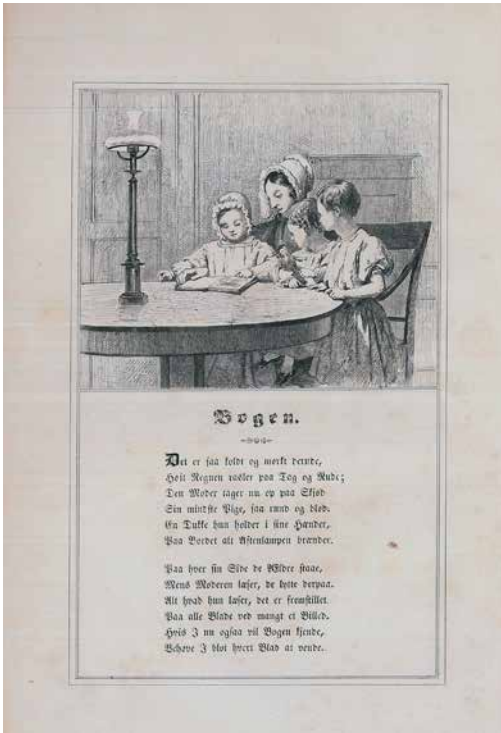 Bogen.
Det er saa koldt og mørkt derude,
Høit Regnen rasler paa Tag og Rude;
Den Moder tager nu op paa Skjød
Sin mindste Pige, saa rund og blød.
En Dukke hun holder i sine Hænder,
Paa Bordet alt Aftenlampen brænder.
Paa hver sin Side de Ældre staae,
Mens Moderen læser, de lytte derpaa.
Alt hvad hun læser, det er fremstillet
Paa alle Blade ved mangt et Billed.
Hvis I nu ogsaa vil Bogen kjende,
Behøve I blot hvert Blad at vende.